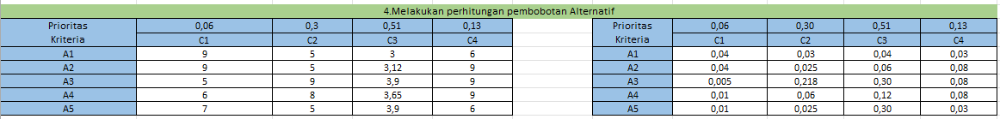 4.Melakukan perhitungan pembobotan Alternatif
Prioritas 0,06 0,3 0,51 0,13 Prioritas 0,06 0,30 0,51 0,13
Kriteria C1 C2 C3 C4 Kriteria C1 C2 C3 C4
A1 9 5 3 6 A1 0,04 0,03 0,04 0,03
A2 9 5 3,12 9 A2 0,04 0,025 0,06 0,08
A3 5 9 3,9 9 A3 0,005 0,218 0,30 0,08
A4 6 8 3,65 9 A4 0,01 0,06 0,12 0,08
A5 7 5 3,9 6 A5 0,01 0,025 0,30 0,03